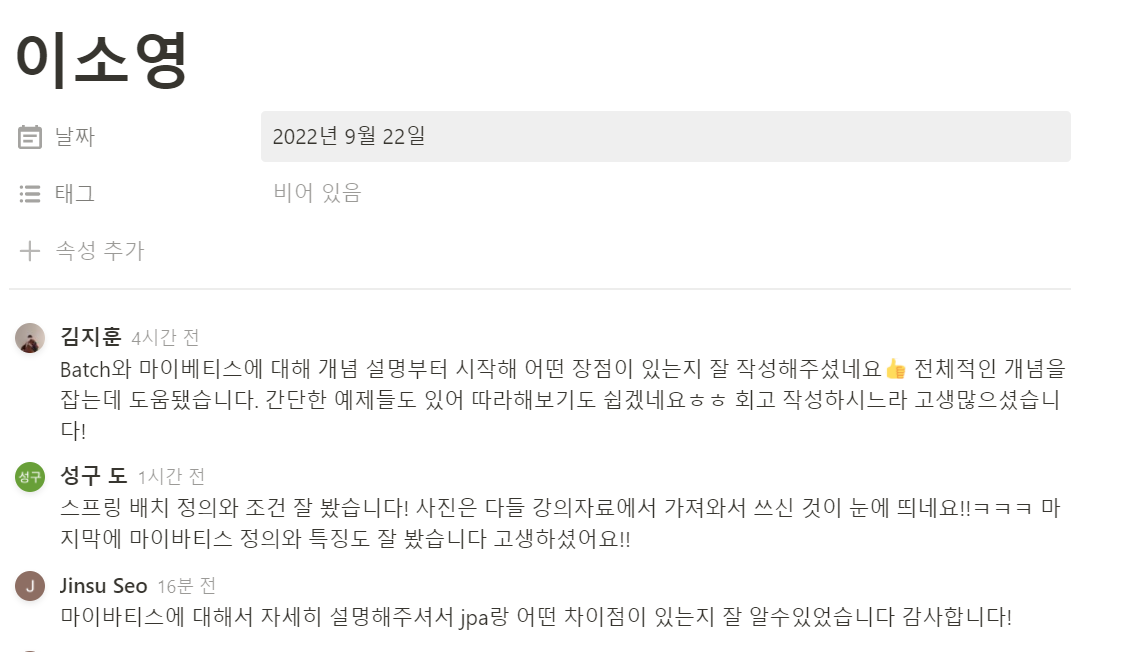 이소영
날짜 2022년 9월 22일
태그 비어 있음
속성 추가
김지훈 4시간 전
Batch와 마이베티스에 대해 개념 설명부터 시작해 어떤 장점이 있는지 잘 작성해주셨네요👍 전체적인 개념을
잡는데 도움됐습니다. 간단한 예제들도 있어 따라해보기도 쉽겠네요ㅎㅎ 회고 작성하시느라 고생많으셨습니
다!
성구
성구 도 1시간 전
스프링 배치 정의와 조건 잘 봤습니다! 사진은 다들 강의자료에서 가져와서 쓰신 것이 눈에 띄네요!!ㅋㅋㅋ 마
지막에 마이바티스 정의와 특징도 잘 봤습니다 고생하셨어요!!
J
Jinsu Seo 16분 전
마이바티스에 대해서 자세히 설명해주셔서 jpa랑 어떤 차이점이 있는지 잘 알수있었습니다 감사합니다!